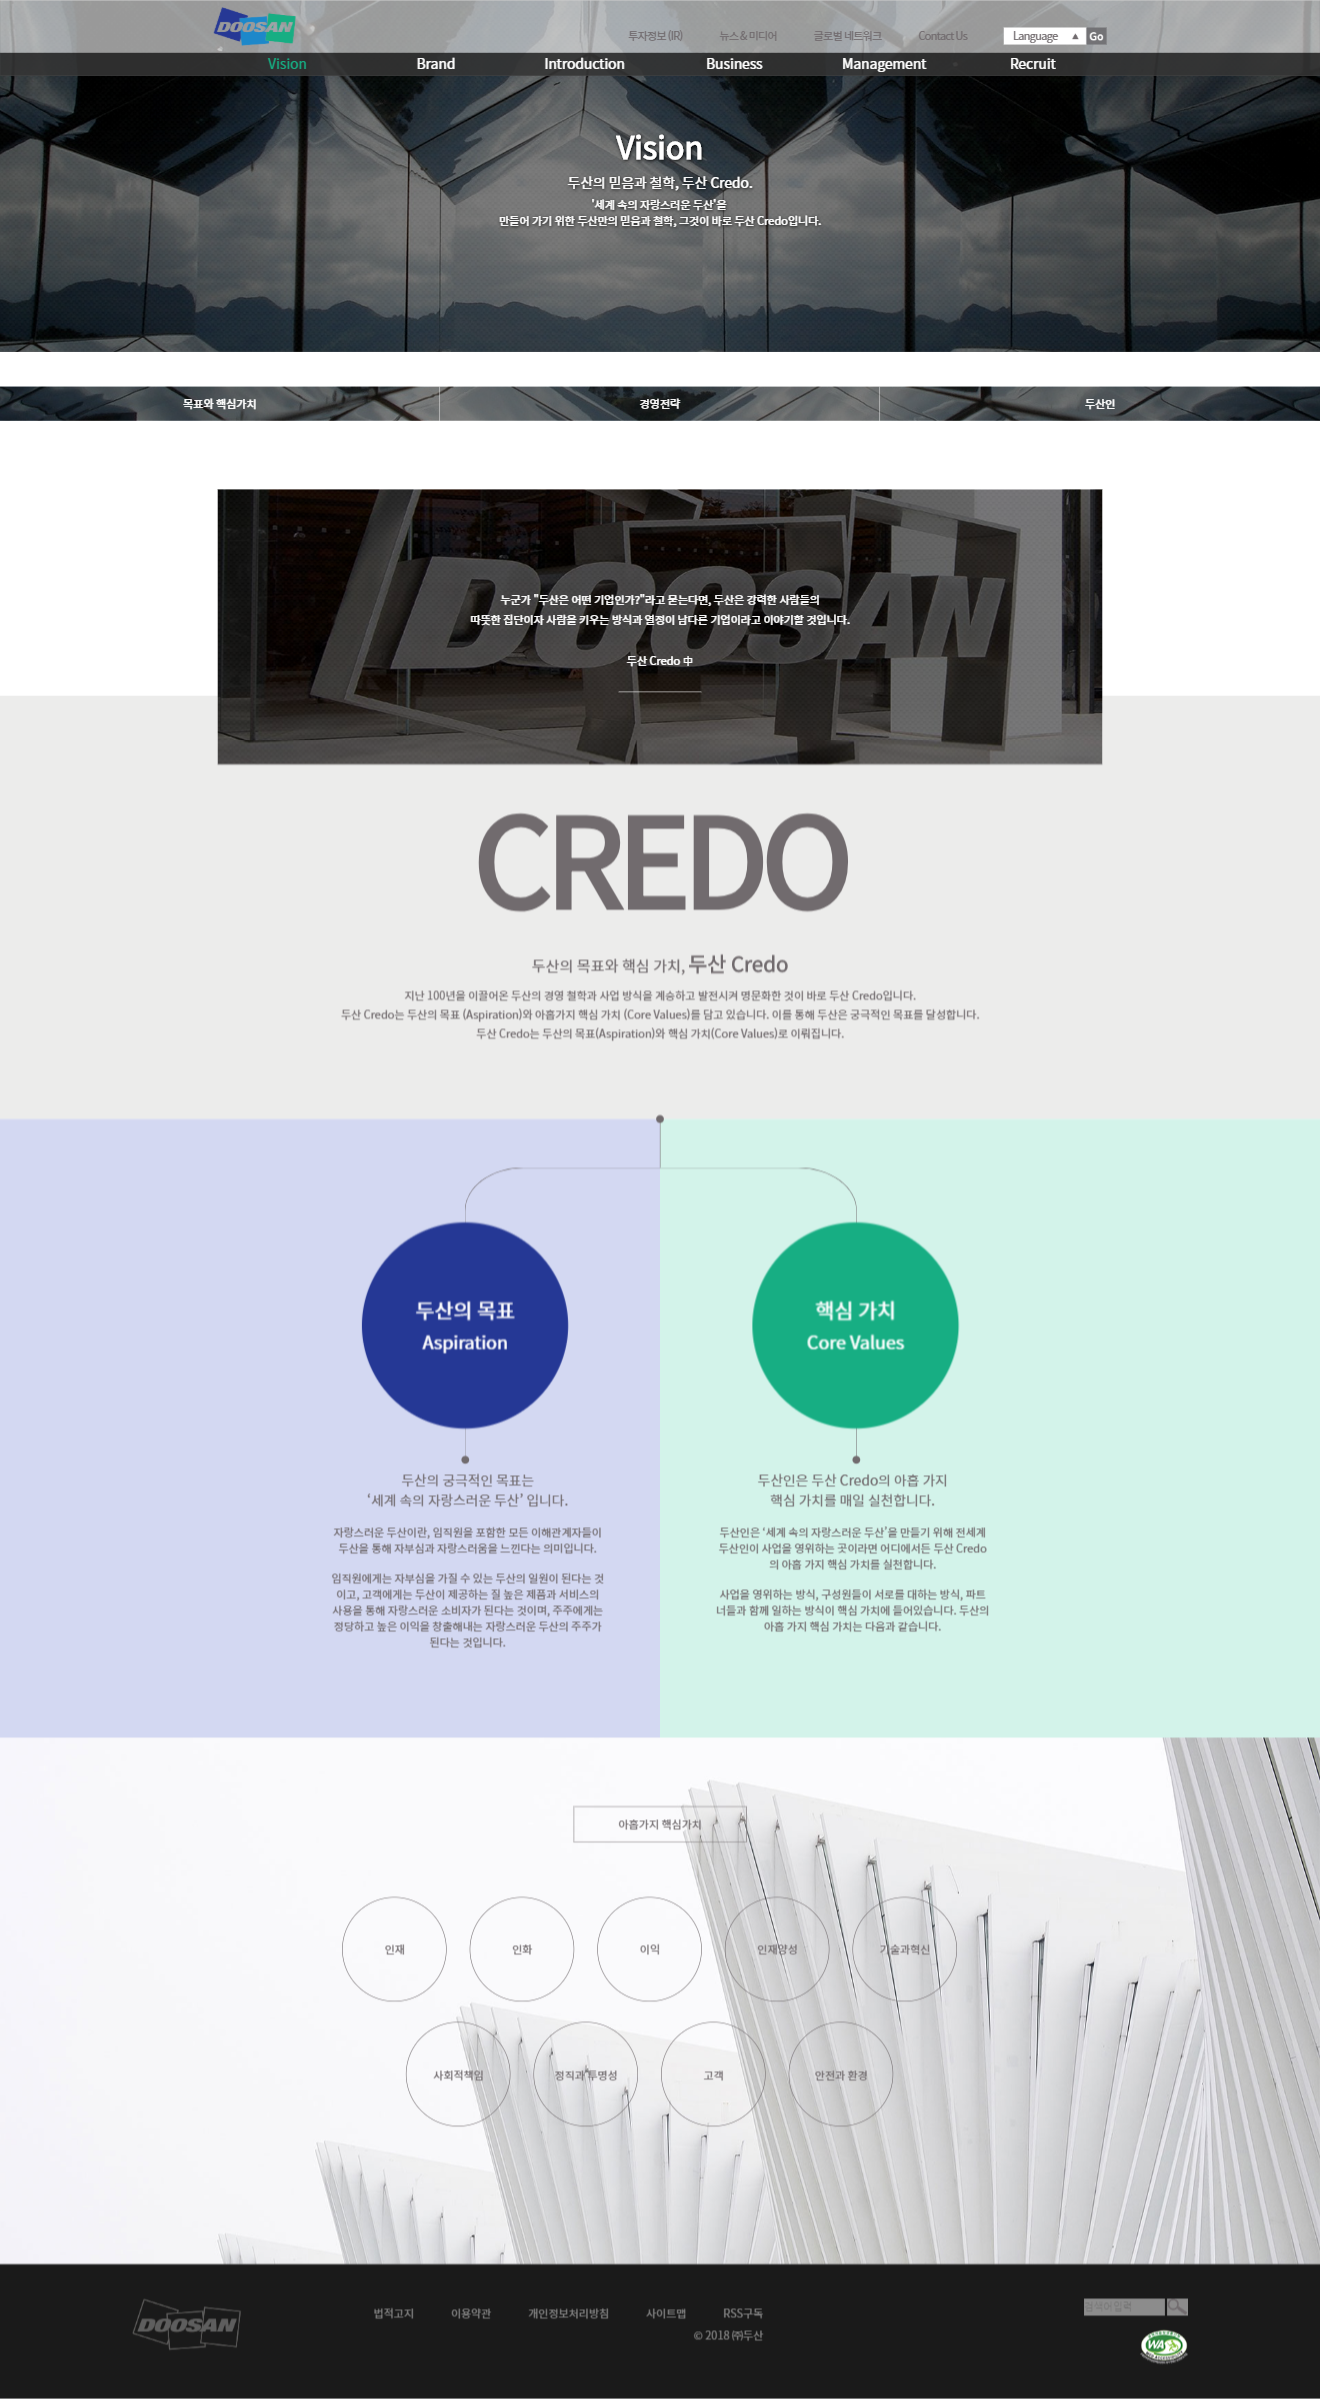 DOOSAN
투자정보 (IR)
뉴스 & 미디어
글로벌 네트워크
Contact Us
Language ▲ Go
Vision
Brand
Introduction
Business
Management
Recruit
Vision
두산의 믿음과 철학, 두산 Credo.
'세계 속의 자랑스러운 두산'을
만들어 가기 위한 두산만의 믿음과 철학, 그것이 바로 두산 Credo입니다.
목표와 핵심가치
경영전략
두산인
DOOSAN
누군가 "두산은 어떤 기업인가?"라고 묻는다면, 두산은 강력한 사람들의
따뜻한 집단이자 사람을 키우는 방식과 열정이 남다른 기업이라고 이야기할 것입니다.
두산 Credo 中
CREDO
두산의 목표와 핵심 가치, 두산 Credo
지난 100년을 이끌어온 두산의 경영 철학과 사업 방식을 계승하고 발전시켜 명문화한 것이 바로 두산 Credo입니다.
두산 Credo는 두산의 목표 (Aspiration)와 아홉가지 핵심 가치 (Core Values)를 담고 있습니다. 이를 통해 두산은 궁극적인 목표를 달성합니다.
두산 Credo는 두산의 목표(Aspiration)와 핵심 가치(Core Values)로 이뤄집니다.
두산의 목표
Aspiration
두산의 궁극적인 목표는
‘세계 속의 자랑스러운 두산’ 입니다.
자랑스러운 두산이란, 임직원을 포함한 모든 이해관계자들이
두산을 통해 자부심과 자랑스러움을 느낀다는 의미입니다.
임직원에게는 자부심을 가질 수 있는 두산의 일원이 된다는 것
이고, 고객에게는 두산이 제공하는 질 높은 제품과 서비스의
사용을 통해 자랑스러운 소비자가 된다는 것이며, 주주에게는
정당하고 높은 이익을 창출해내는 자랑스러운 두산의 주주가
된다는 것입니다.
핵심 가치
Core Values
두산인은 두산 Credo의 아홉 가지
핵심 가치를 매일 실천합니다.
두산인은 ‘세계 속의 자랑스러운 두산’을 만들기 위해 전세계
두산인이 사업을 영위하는 곳이라면 어디에서든 두산 Credo
의 아홉 가지 핵심 가치를 실천합니다.
사업을 영위하는 방식, 구성원들이 서로를 대하는 방식, 파트
너들과 함께 일하는 방식이 핵심 가치에 들어있습니다. 두산의
아홉 가지 핵심 가치는 다음과 같습니다.
아홉가지 핵심가치
인재
인화
이익
인재양성
기술과혁신
사회적책임
정직과 투명성
고객
안전과 환경
DOOSAN
법적고지
이용약관
개인정보처리방침
사이트맵
RSS구독
© 2018 ㈜두산
검색어입력
WA